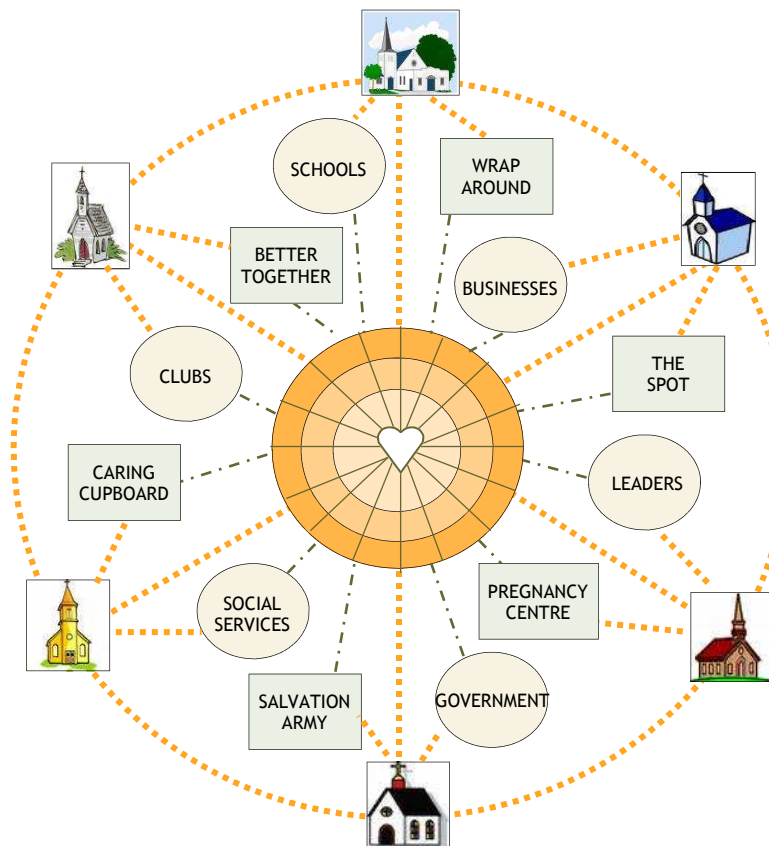 SCHOOLS
WRAP
AROUND
BETTER
TOGETHER
BUSINESSES
CLUBS
THE
SPOT
CARING
CUPBOARD
LEADERS
SOCIAL
SERVICES
PREGNANCY
CENTRE
SALVATION
ARMY
GOVERNMENT